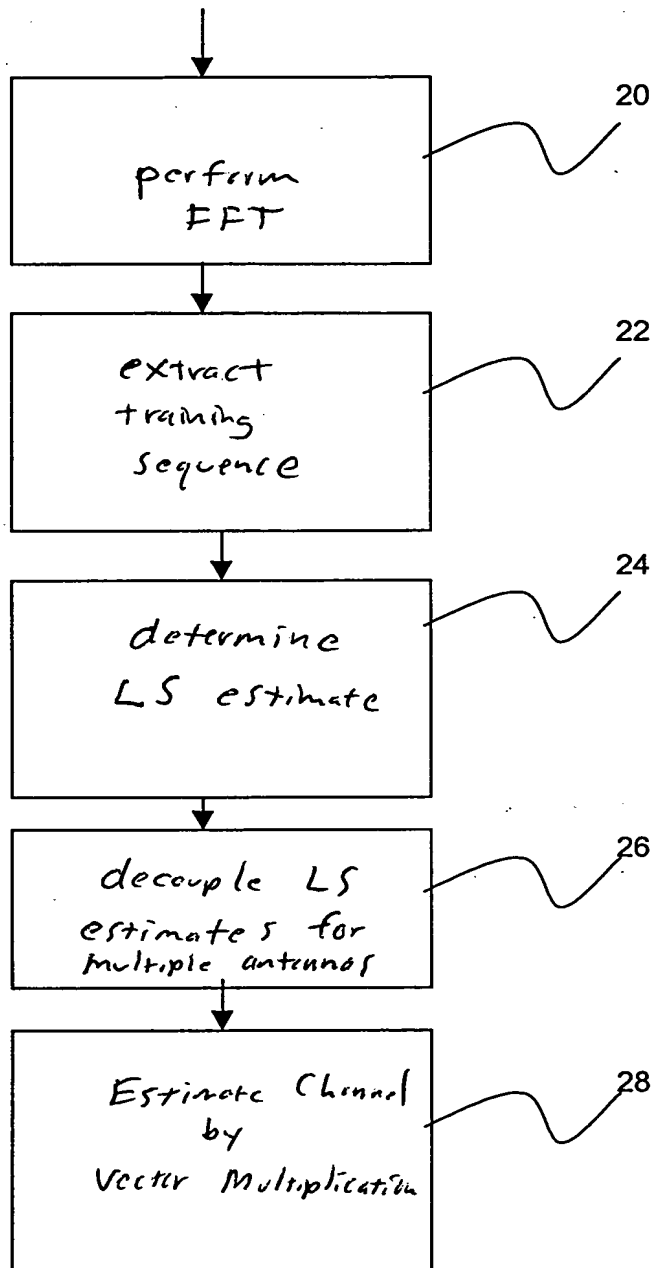 20
perform
FFT
22
extract
training
sequence
24
determine
LS estimate
26
decouple LS
estimates for
multiple antennas
28
Estimate Channel
by
Vector Multiplication